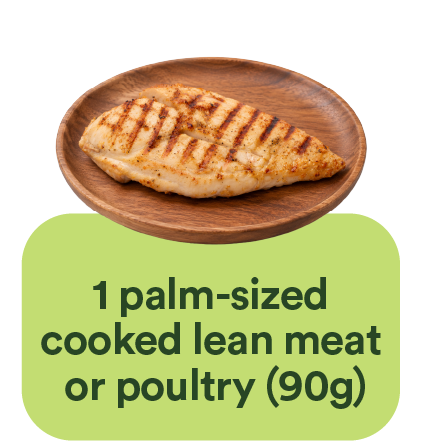 1 palm-sized
cooked lean meat
or poultry (90g)